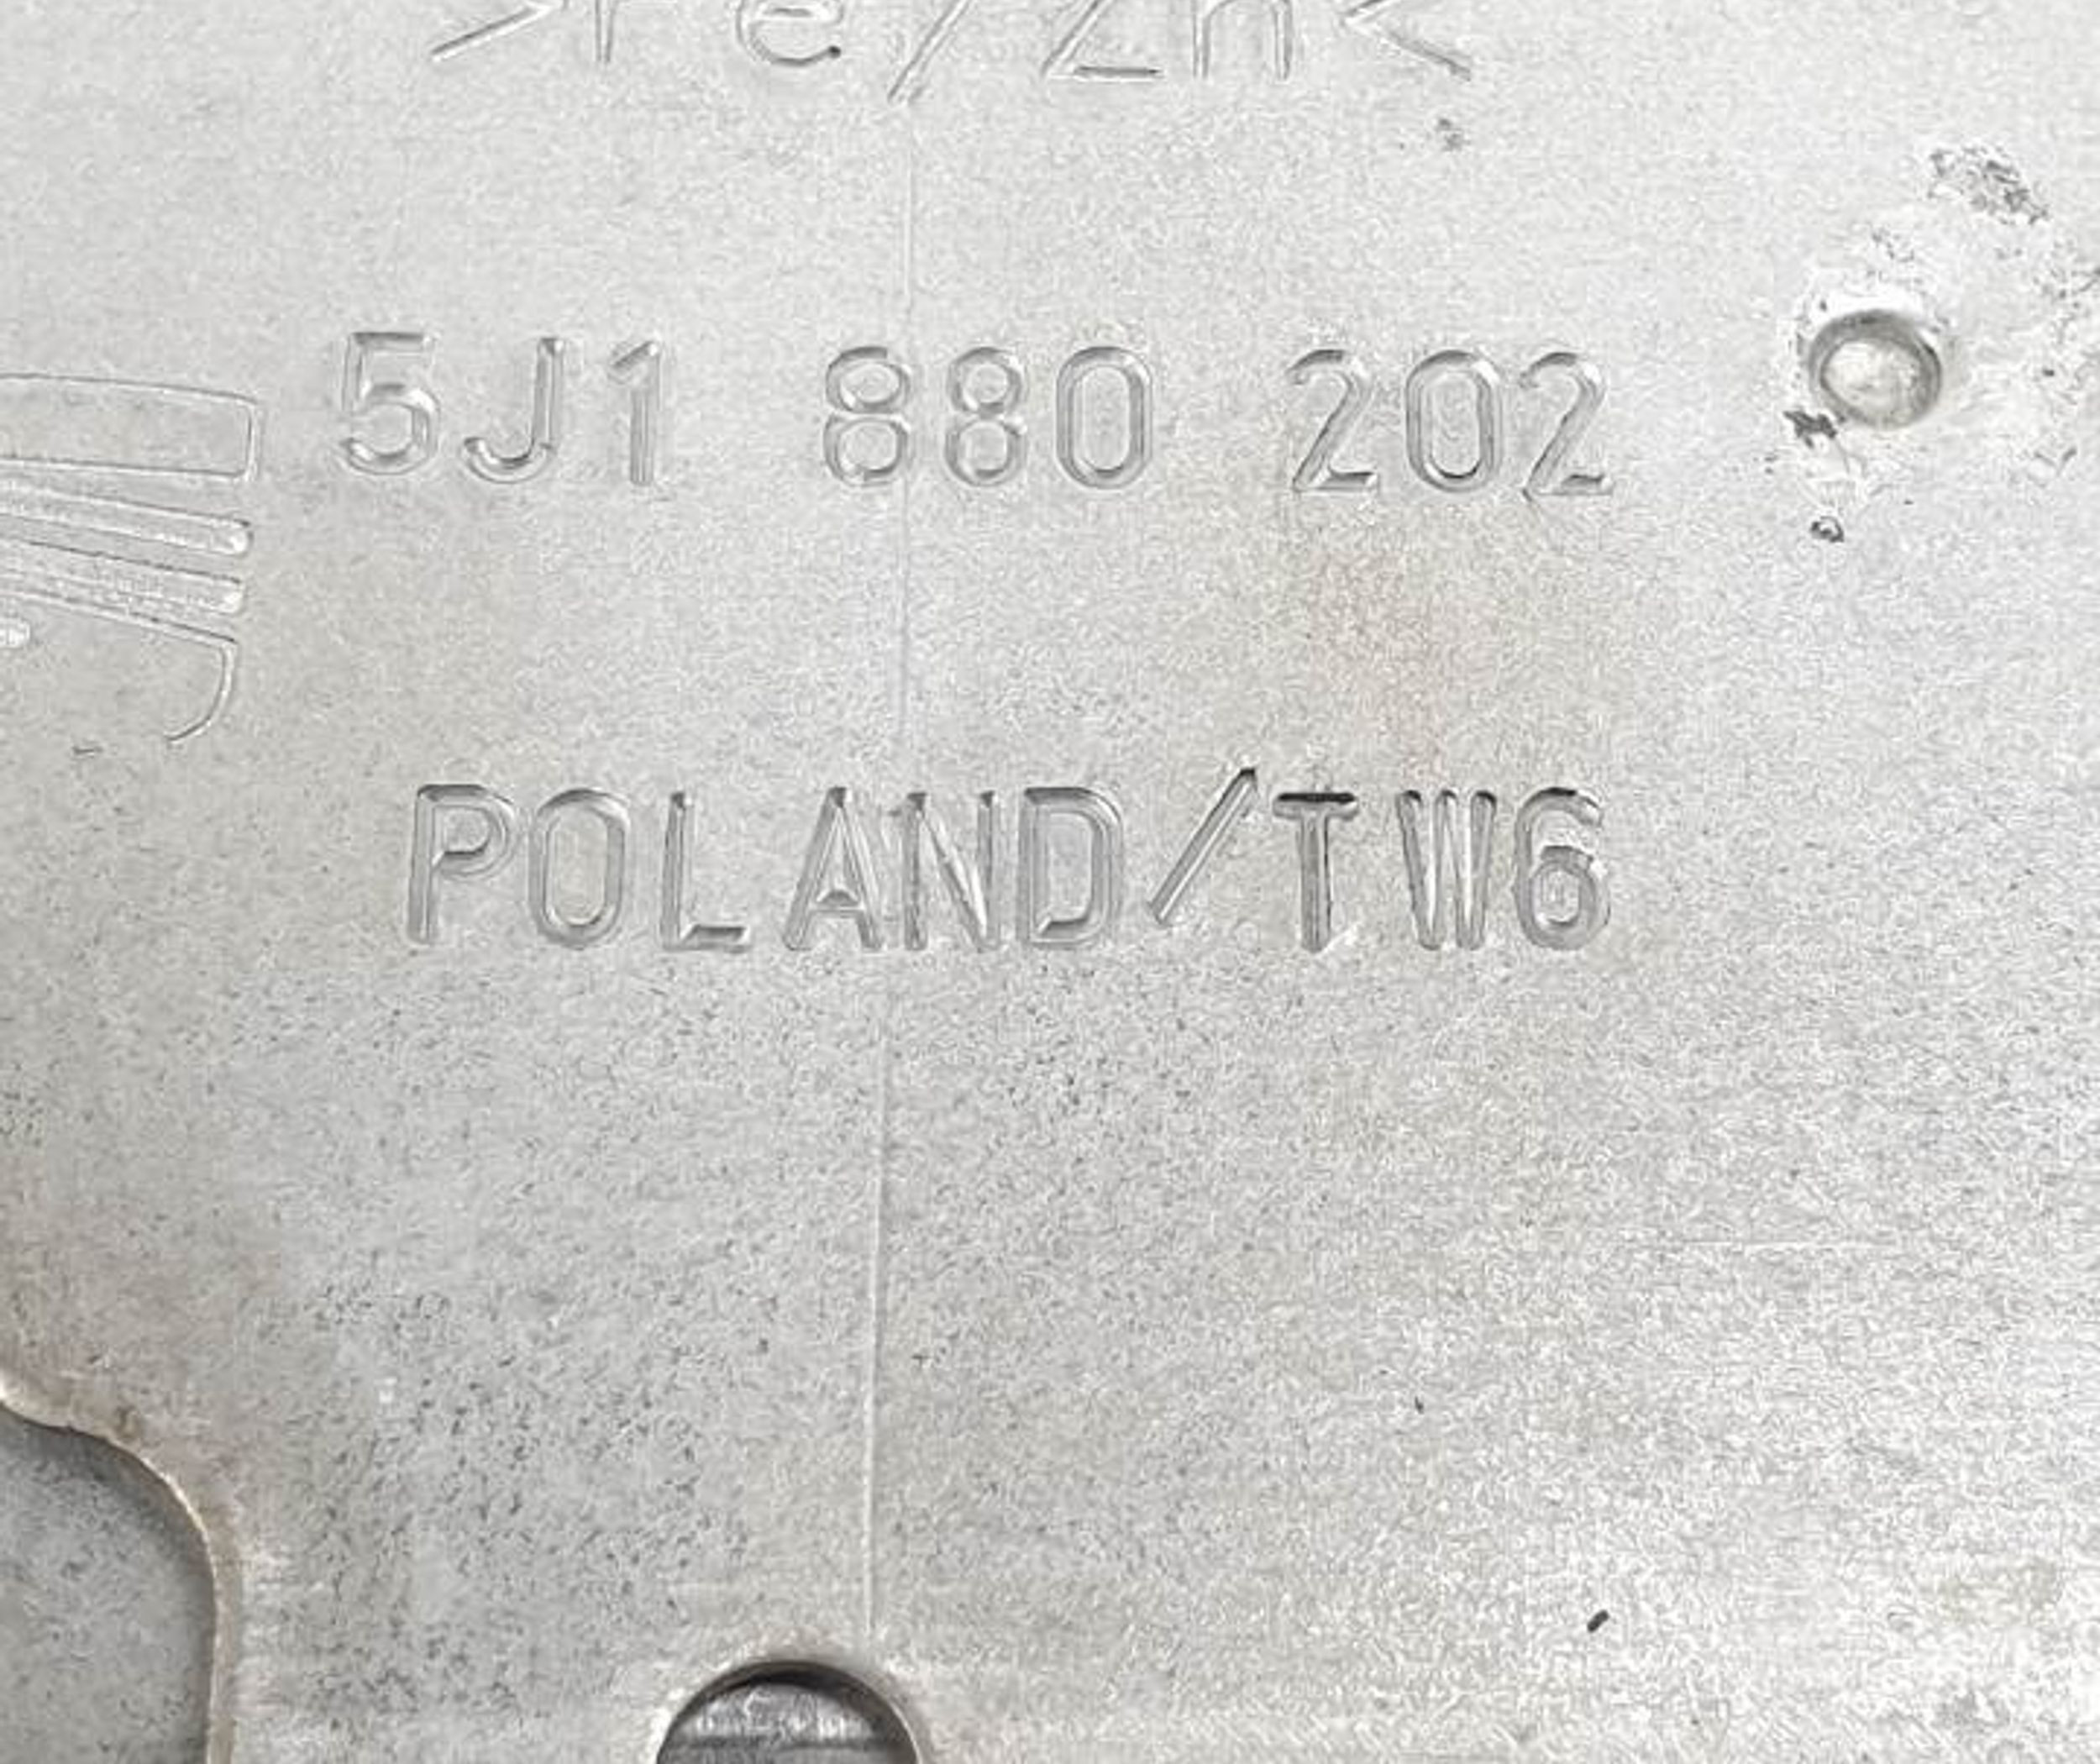 >Fe/Zn<
5J1 880 202
POLAND/TW6